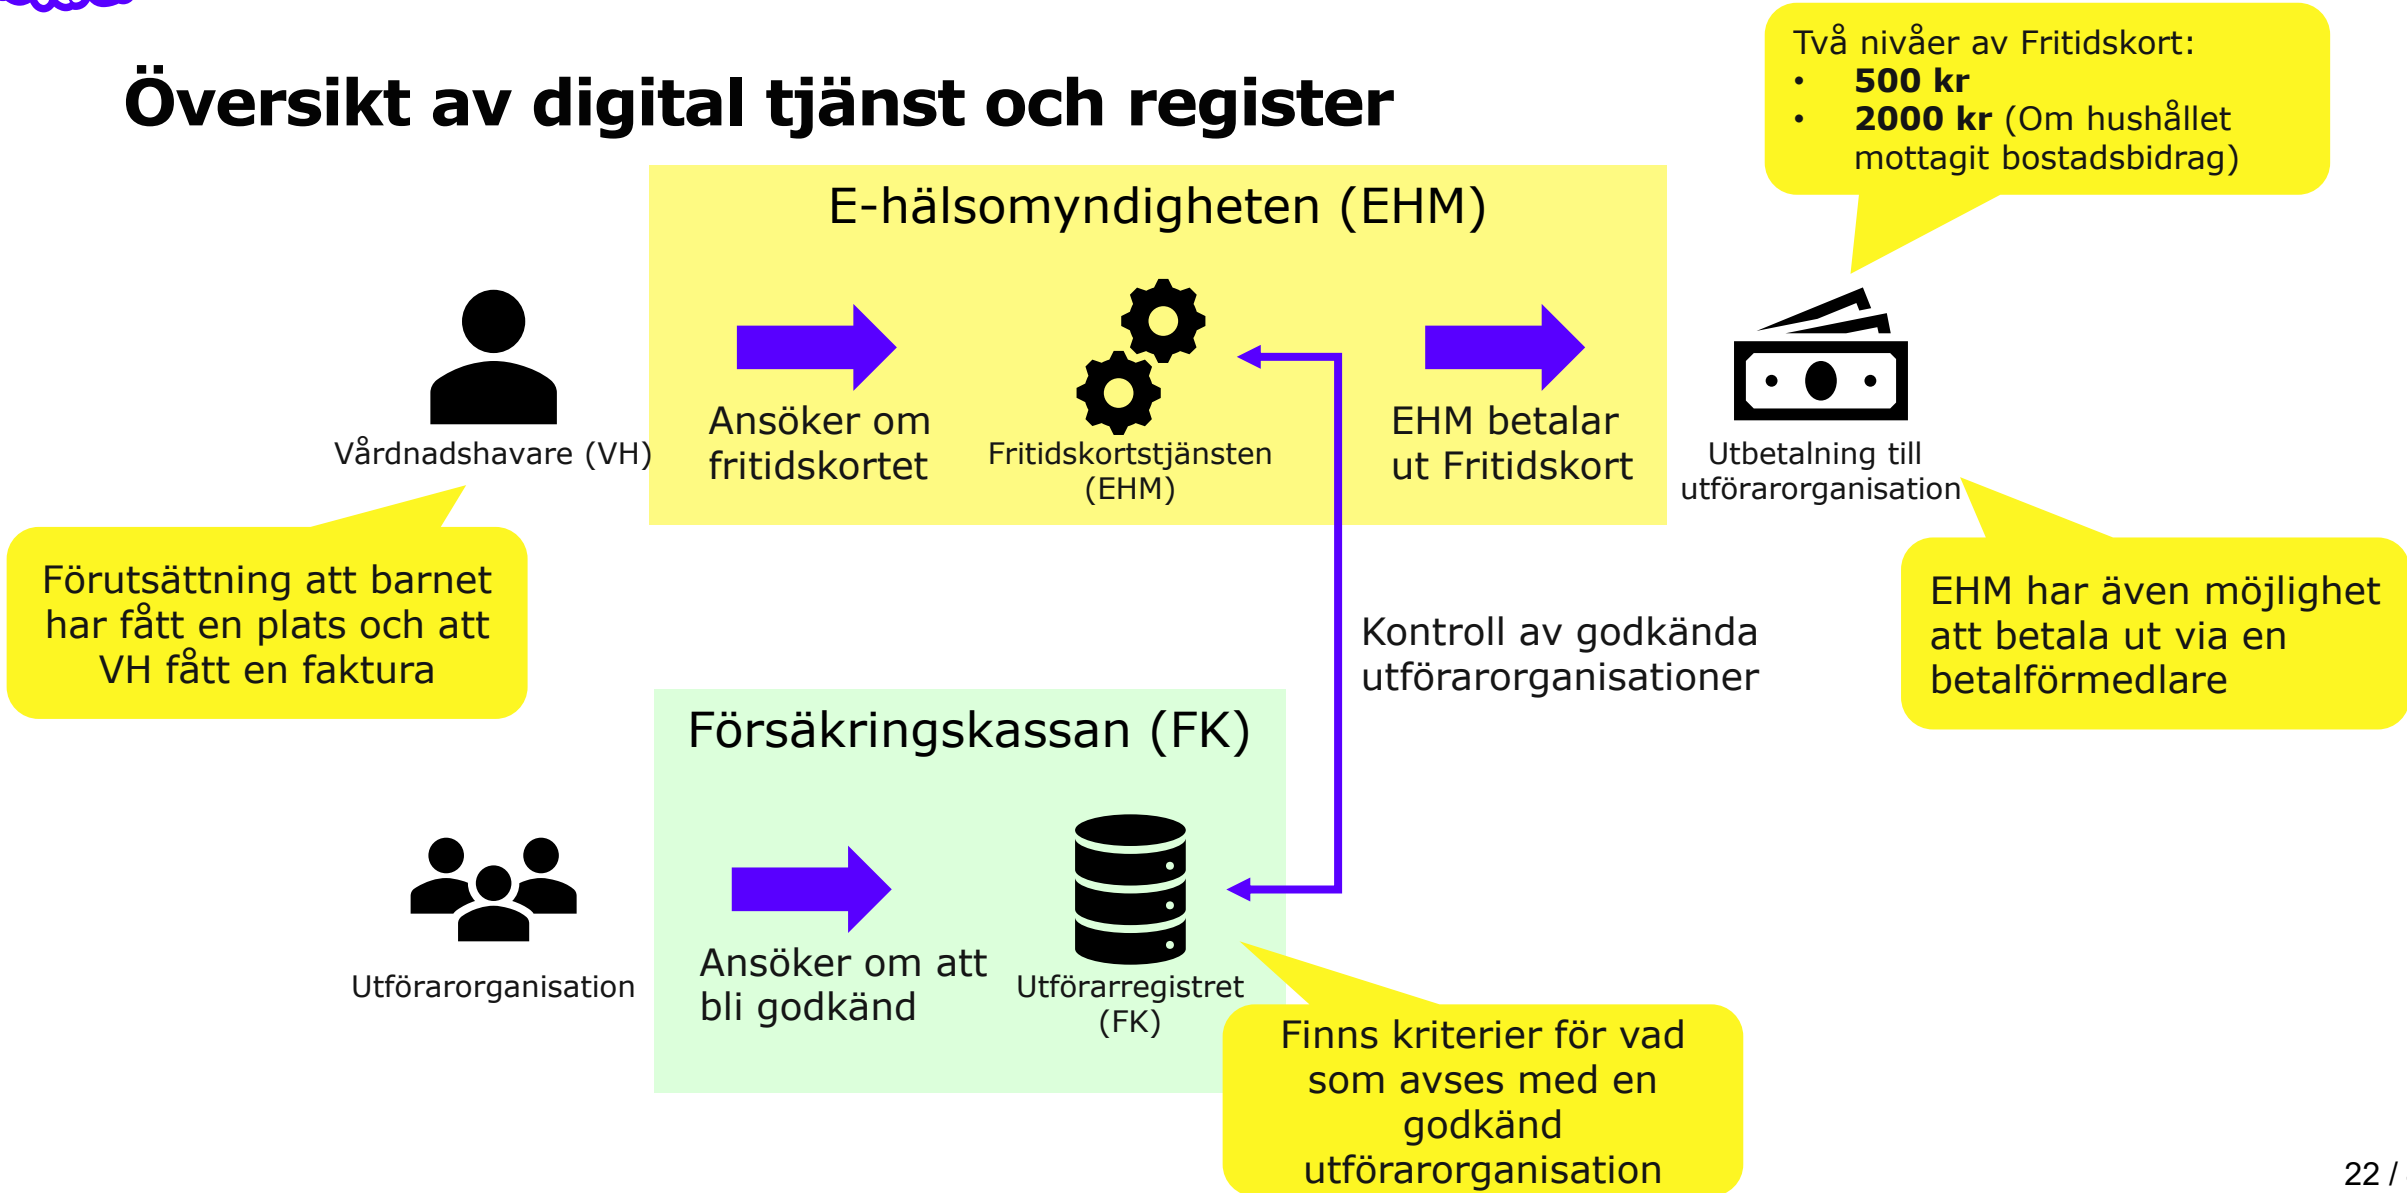 Översikt av digital tjänst och register
Två nivåer av Fritidskort:
• 500 kr
• 2000 kr (Om hushållet
mottagit bostadsbidrag)
E-hälsomyndigheten (EHM)
Vårdnadshavare (VH)
Ansöker om
fritidskortet
Fritidskortstjänsten
(EHM)
EHM betalar
ut Fritidskort
Utbetalning till
utförarorganisation
Förutsättning att barnet
har fått en plats och att
VH fått en faktura
Kontroll av godkända
utförarorganisationer
EHM har även möjlighet
att betala ut via en
betalförmedlare
Försäkringskassan (FK)
Utförarorganisation
Ansöker om att
bli godkänd
Utförarregistret
(FK)
Finns kriterier för vad
som avses med en
godkänd
utförarorganisation
22 /